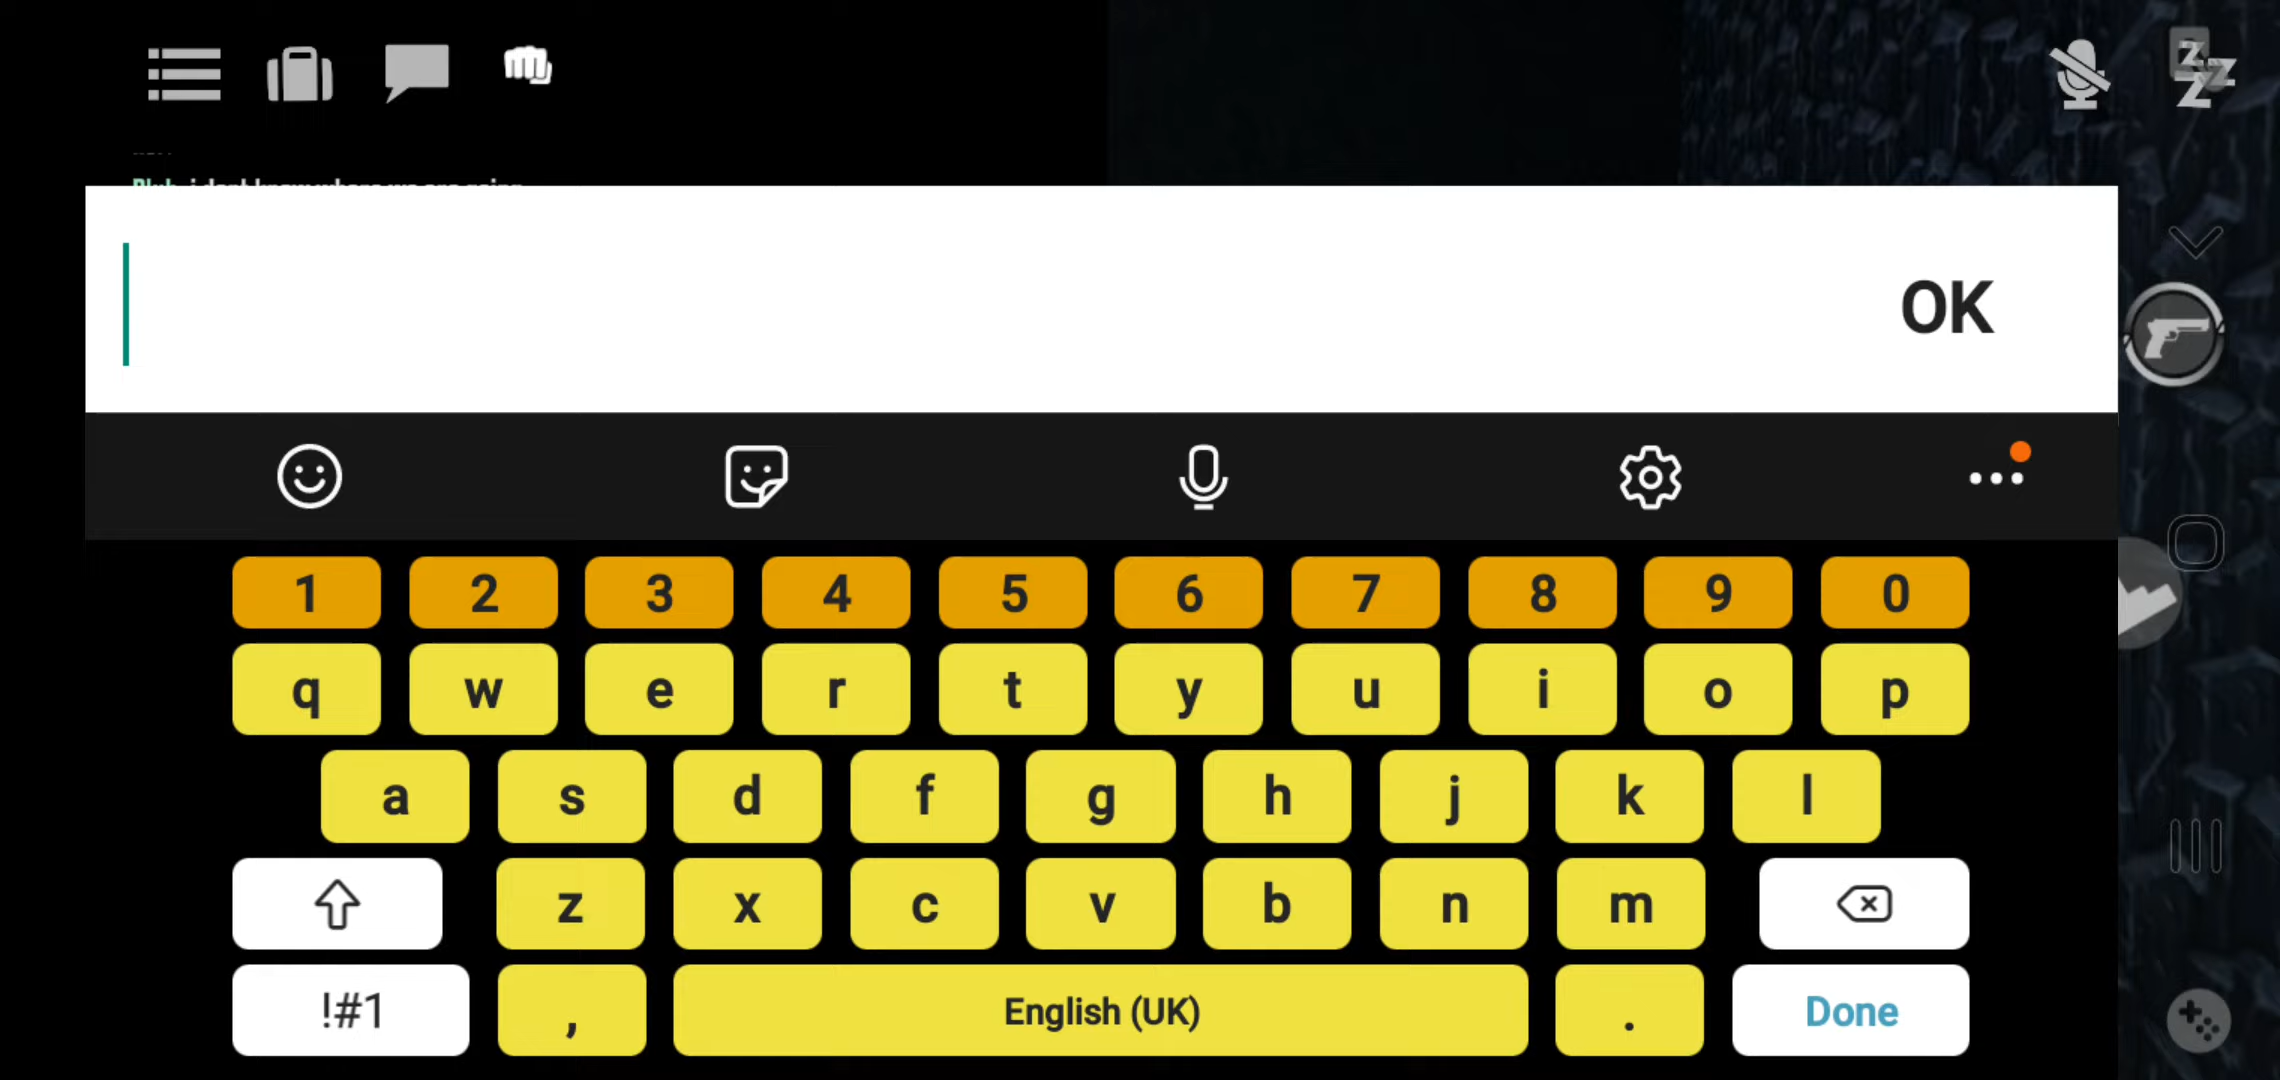 OK
1 2 3 4 5 6 7 8 9 0
q w e r t y u i o p
a s d f g h j k l
z x c v b n m
!#1 , English (UK) . Done